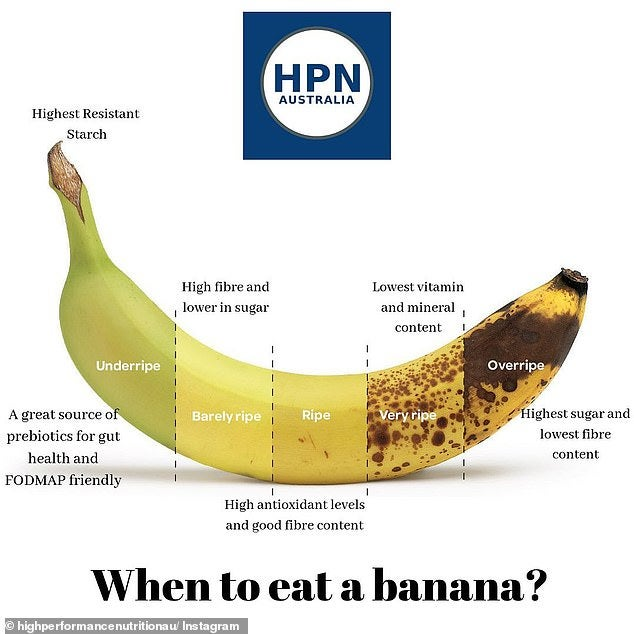 HPN
AUSTRALIA
Highest Resistant
Starch
High fibre and
lower in sugar
Lowest vitamin
and mineral
content
Underripe
Barely ripe
Ripe
Very ripe
Overripe
A great source of
prebiotics for gut
health and
FODMAP friendly
High antioxidant levels
and good fibre content
Highest sugar and
lowest fibre
content
When to eat a banana?
© highperformancenutritionau/ Instagram